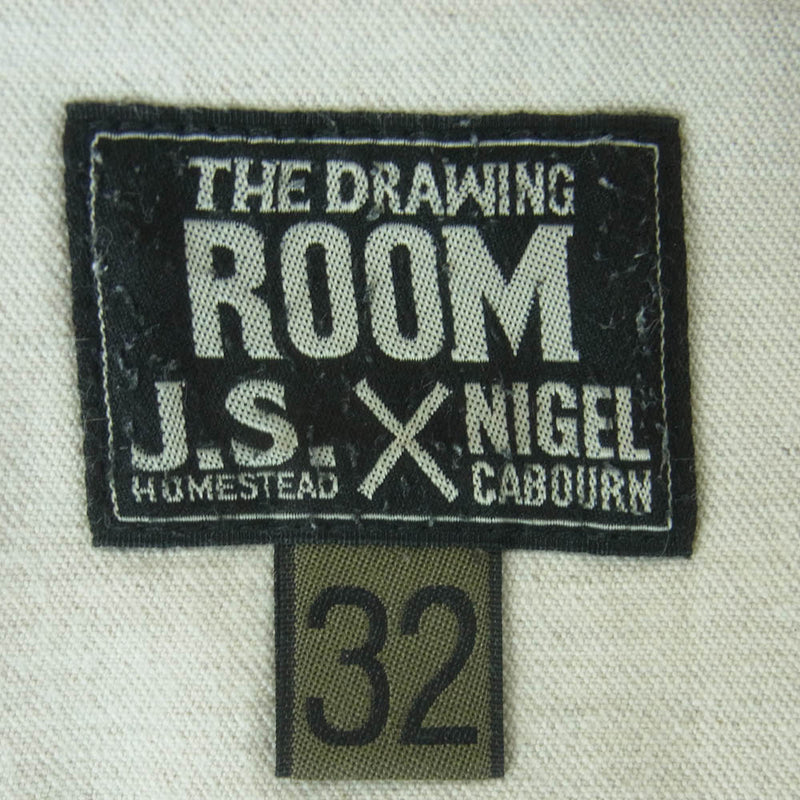 THE DRAWING
ROOM
J.S. X NIGEL
HOMESTEAD CABOURN
32